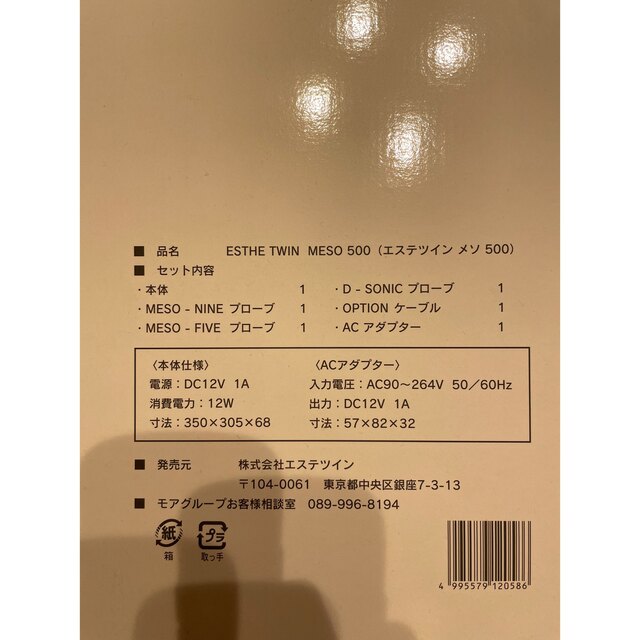 ■ 品名 ESTHE TWIN MESO 500（エステツイン メソ 500）
■ セット内容
・本体 1 ・D - SONIC プローブ 1
・MESO - NINE プローブ 1 ・OPTION ケーブル 1
・MESO - FIVE プローブ 1 ・AC アダプター 1
〈本体仕様〉 〈ACアダプター〉
電源：DC12V 1A 入力電圧：AC90～264V 50／60Hz
消費電力：12W 出力：DC12V 1A
寸法：350×305×68 寸法：57×82×32
■ 発売元 株式会社エステツイン
〒104-0061 東京都中央区銀座7-3-13
■ モアグループお客様相談室 089-996-8194
紙 プラ
箱 取っ手
4 995579 120586